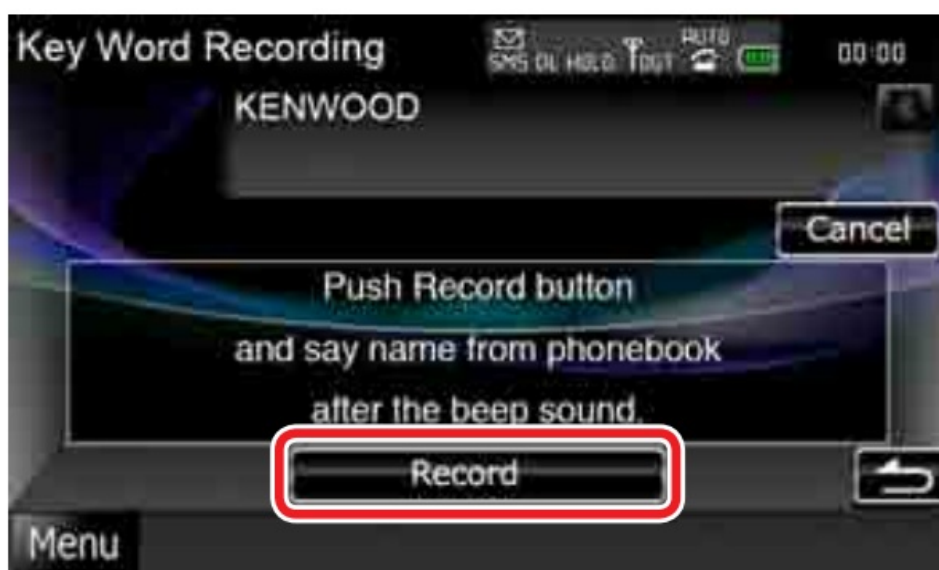 Key Word Recording
SMS DL HOLD TDGT AUTO 00:00
KENWOOD
Cancel
Push Record button
and say name from phonebook
after the beep sound.
Record
Menu